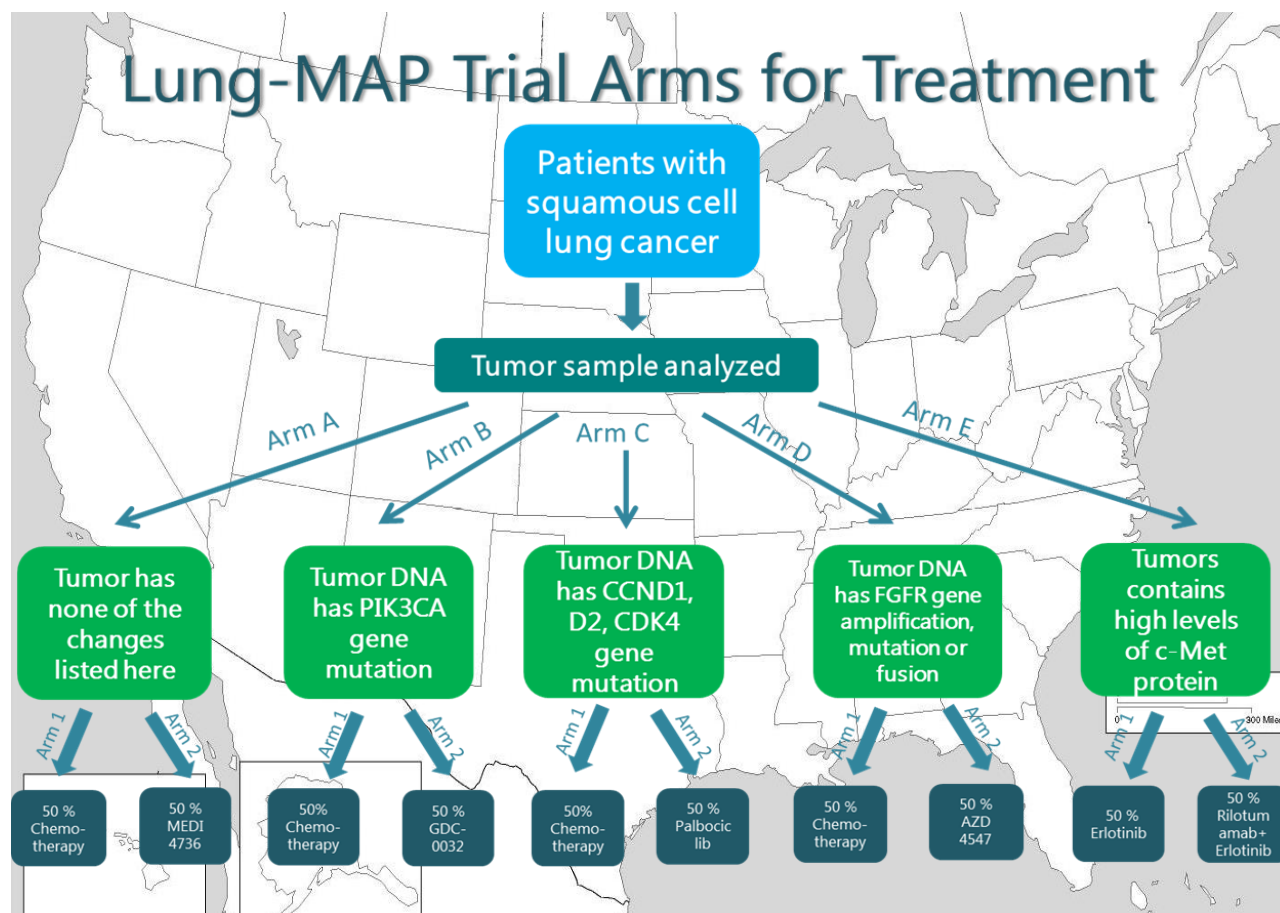 Lung-MAP Trial Arms for Treatment
Patients with
squamous cell
lung cancer
Tumor sample analyzed
Arm A
Arm B
Arm C
Arm D
Arm E
Tumor has
none of the
changes
listed here
Tumor DNA
has PIK3CA
gene
mutation
Tumor DNA
has CCND1,
D2, CDK4
gene
mutation
Tumor DNA
has FGFR gene
amplification,
mutation or
fusion
Tumors
contains
high levels
of c-Met
protein
0
300 Miles
Arm 1
Arm 2
Arm 1
Arm 2
Arm 1
Arm 2
Arm 1
Arm 2
Arm 1
Arm 2
50 %
Chemo-
therapy
50 %
MEDI
4736
50%
Chemo-
therapy
50 %
GDC-
0032
50%
Chemo-
therapy
50 %
Palbocic
lib
50 %
Chemo-
therapy
50 %
AZD
4547
50 %
Erlotinib
50 %
Rilotum
amab+
Erlotinib